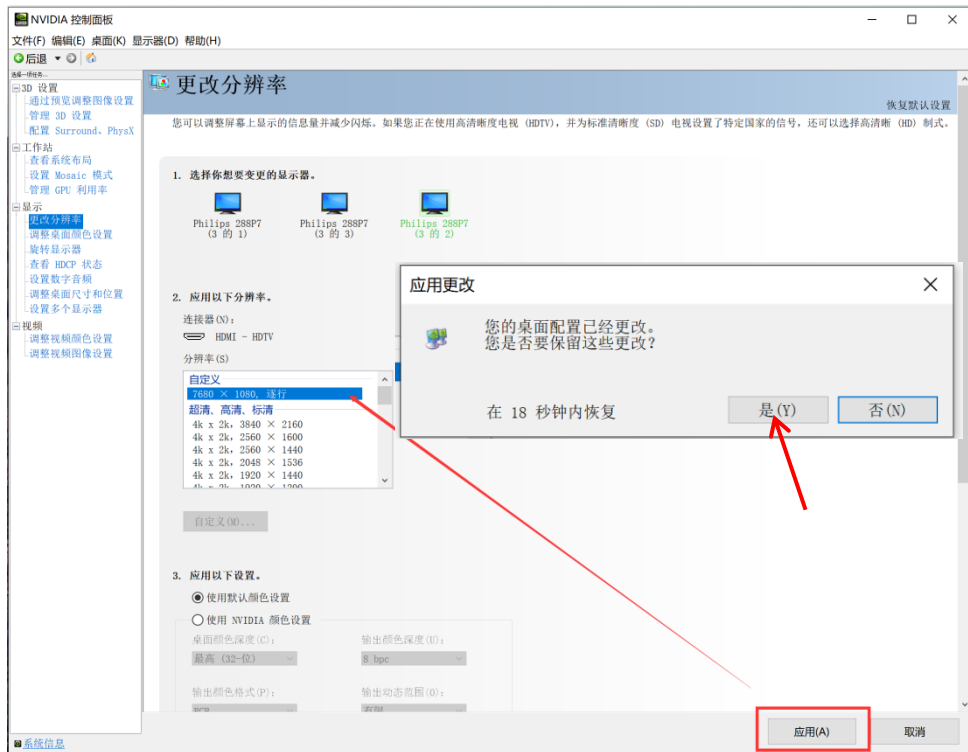 NVIDIA 控制面板
文件(F) 编辑(E) 桌面(K) 显示器(D) 帮助(H)
后退
选择一项任务...
3D 设置
通过预览调整图像设置
管理 3D 设置
配置 Surround、PhysX
工作站
查看系统布局
设置 Mosaic 模式
管理 GPU 利用率
显示
更改分辨率
调整桌面颜色设置
旋转显示器
查看 HDCP 状态
设置数字音频
调整桌面尺寸和位置
设置多个显示器
视频
调整视频颜色设置
调整视频图像设置
系统信息
更改分辨率
恢复默认设置
您可以调整屏幕上显示的信息量并减少闪烁。如果您正在使用高清晰度电视 (HDTV)，并为标准清晰度 (SD) 电视设置了特定国家的信号，还可以选择高清晰 (HD) 制式。
1. 选择你想要变更的显示器。
Philips 288P7 (3 的 1)
Philips 288P7 (3 的 3)
Philips 288P7 (3 的 2)
2. 应用以下分辨率。
连接器(N):
HDMI - HDTV
分辨率(S)
自定义
7680 × 1080, 逐行
超清、高清、标清
4k x 2k, 3840 × 2160
4k x 2k, 2560 × 1600
4k x 2k, 2560 × 1440
4k x 2k, 2048 × 1536
4k x 2k, 1920 × 1440
4k x 2k, 1920 × 1200
自定义(M)...
应用更改
您的桌面配置已经更改。
您是否要保留这些更改?
在 18 秒钟内恢复
是(Y)
否(N)
3. 应用以下设置。
使用默认颜色设置
使用 NVIDIA 颜色设置
桌面颜色深度(C):
输出颜色深度(U):
最高 (32-位)
8 bpc
输出颜色格式(P):
输出动态范围(O):
RGB
有限
应用(A)
取消